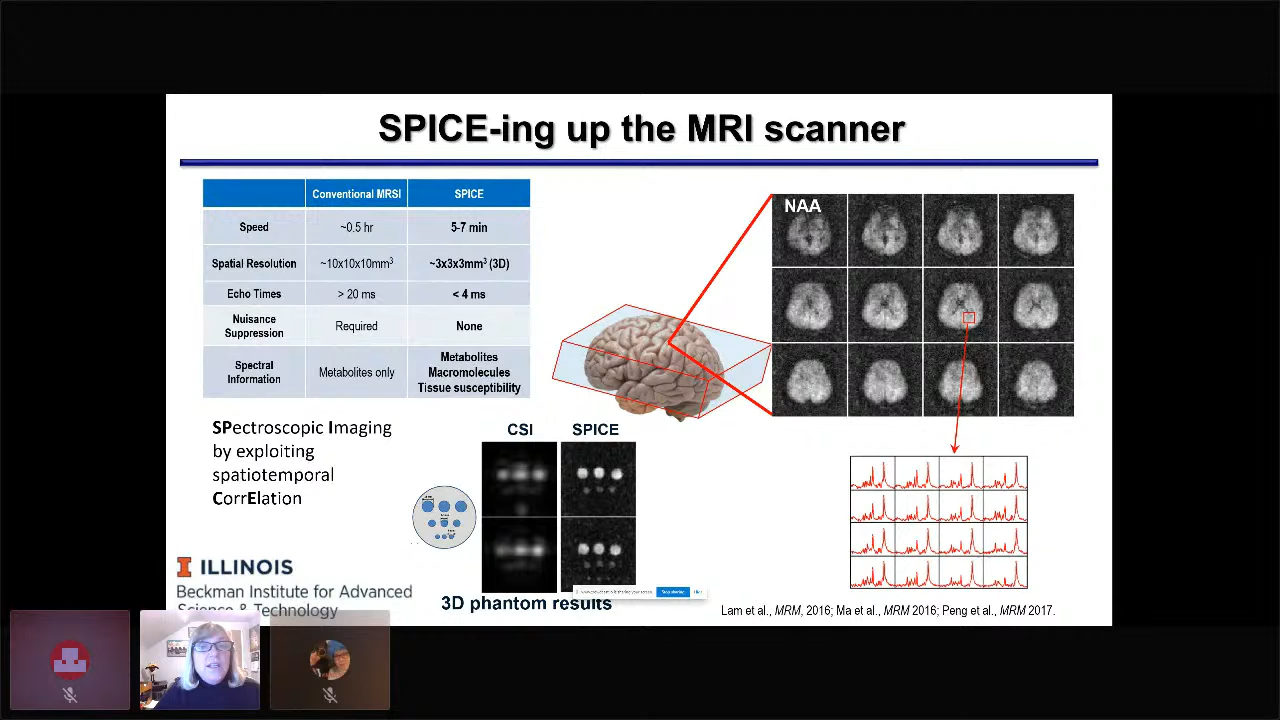 SPICE-ing up the MRI scanner
Conventional MRSI SPICE
Speed ~0.5 hr 5-7 min
Spatial Resolution ~10x10x10mm³ ~3x3x3mm³ (3D)
Echo Times > 20 ms < 4 ms
Nuisance
Suppression Required None
Spectral
Information Metabolites only Metabolites
Macromolecules
Tissue susceptibility
NAA
SPectroscopic Imaging
by exploiting
spatiotemporal
CorrElation
CSI SPICE
3D phantom results
ILLINOIS
Beckman Institute for Advanced
Science & Technology
Stop sharing
Lam et al., MRM, 2016; Ma et al., MRM 2016; Peng et al., MRM 2017.